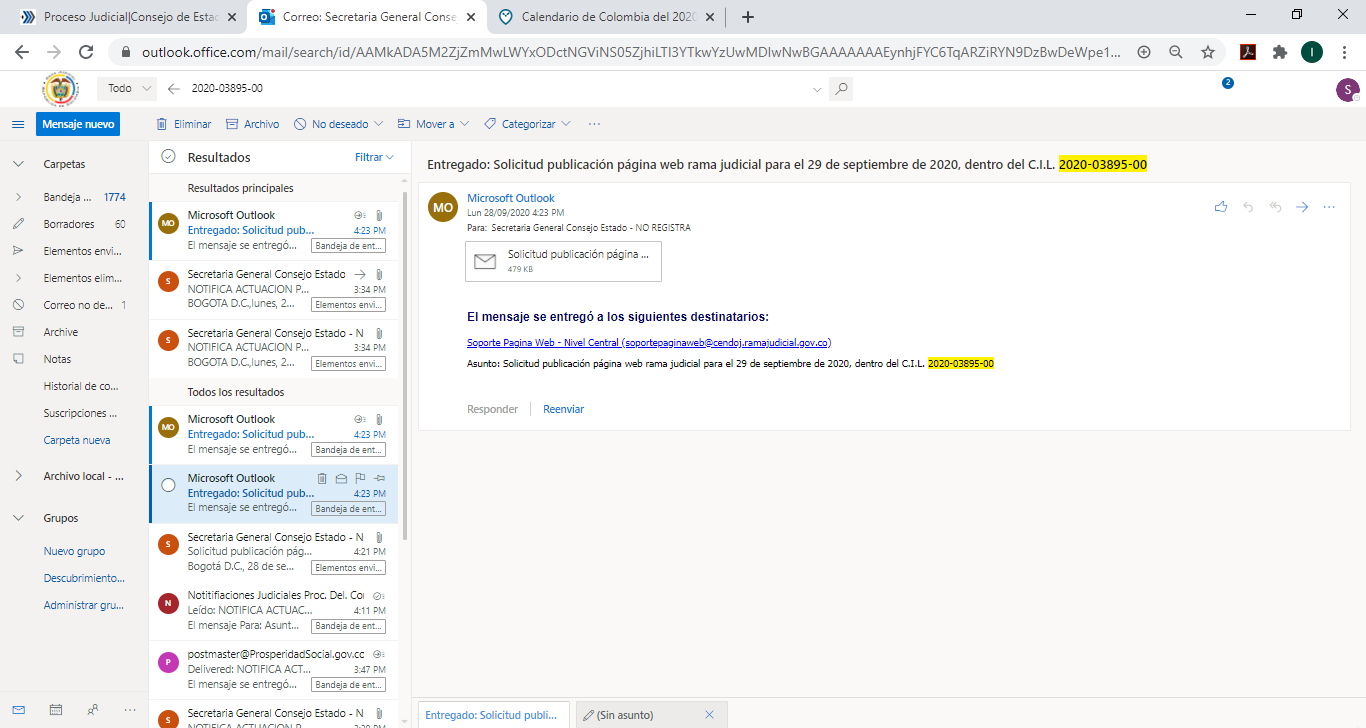 Proceso Judicial|Consejo de Estad
Correo: Secretaria General Conse
Calendario de Colombia del 2020
outlook.office.com/mail/search/id/AAMkADA5M2ZjZmMwLWYxODctNGViNS05ZjhiLTI3YTkwYzUwMDIwNwBGAAAAAAAEynhjFYC6TqARZiRYN9DzBwDeWpe1...
I
Todo
2020-03895-00
2
S
Mensaje nuevo
Eliminar
Archivo
No deseado
Mover a
Categorizar
Carpetas
Bandeja ... 1774
Borradores 60
Elementos envi...
Elementos elim...
Correo no de... 1
Archive
Notas
Historial de co...
Suscripciones ...
Carpeta nueva
Archivo local - ...
Grupos
Nuevo grupo
Descubrimiento...
Administrar gru...
Resultados
Filtrar
Resultados principales
MO
Microsoft Outlook
Entregado: Solicitud pub... 4:23 PM
El mensaje se entregó... Bandeja de ent...
S
Secretaria General Consejo Estado
NOTIFICA ACTUACION P... 3:34 PM
BOGOTA D.C.,lunes, 2... Elementos envi...
S
Secretaria General Consejo Estado - N
NOTIFICA ACTUACION P... 3:34 PM
BOGOTA D.C.,lunes, 2... Elementos envi...
Todos los resultados
MO
Microsoft Outlook
Entregado: Solicitud pub... 4:23 PM
El mensaje se entregó... Bandeja de ent...
Microsoft Outlook
Entregado: Solicitud pub... 4:23 PM
El mensaje se entregó... Bandeja de ent...
S
Secretaria General Consejo Estado - N
Solicitud publicación pág... 4:21 PM
Bogotá D.C., 28 de se... Elementos envi...
N
Notitifiaciones Judiciales Proc. Del. Con
Leído: NOTIFICA ACTUAC... 4:11 PM
El mensaje Para: Asunt... Bandeja de ent...
P
postmaster@ProsperidadSocial.gov.cc
Delivered: NOTIFICA ACT... 3:47 PM
El mensaje se entregó... Bandeja de ent...
S
Secretaria General Consejo Estado - N
Entregado: Solicitud publicación página web rama judicial para el 29 de septiembre de 2020, dentro del C.I.L. 2020-03895-00
MO
Microsoft Outlook
Lun 28/09/2020 4:23 PM
Para: Secretaria General Consejo Estado - NO REGISTRA
Solicitud publicación página ...
479 KB
El mensaje se entregó a los siguientes destinatarios:
Soporte Pagina Web - Nivel Central (soportepaginaweb@cendoj.ramajudicial.gov.co)
Asunto: Solicitud publicación página web rama judicial para el 29 de septiembre de 2020, dentro del C.I.L. 2020-03895-00
Responder
Reenviar
Entregado: Solicitud publi...
(Sin asunto)